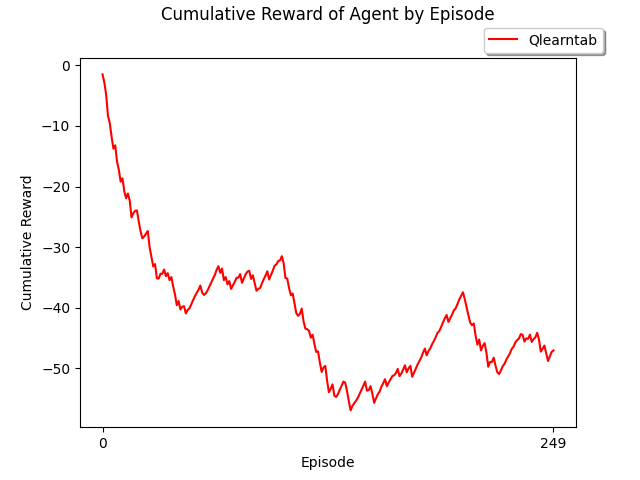 Cumulative Reward of Agent by Episode
Qlearntab
0
−10
−20
−30
−40
−50
Cumulative Reward
0
249
Episode